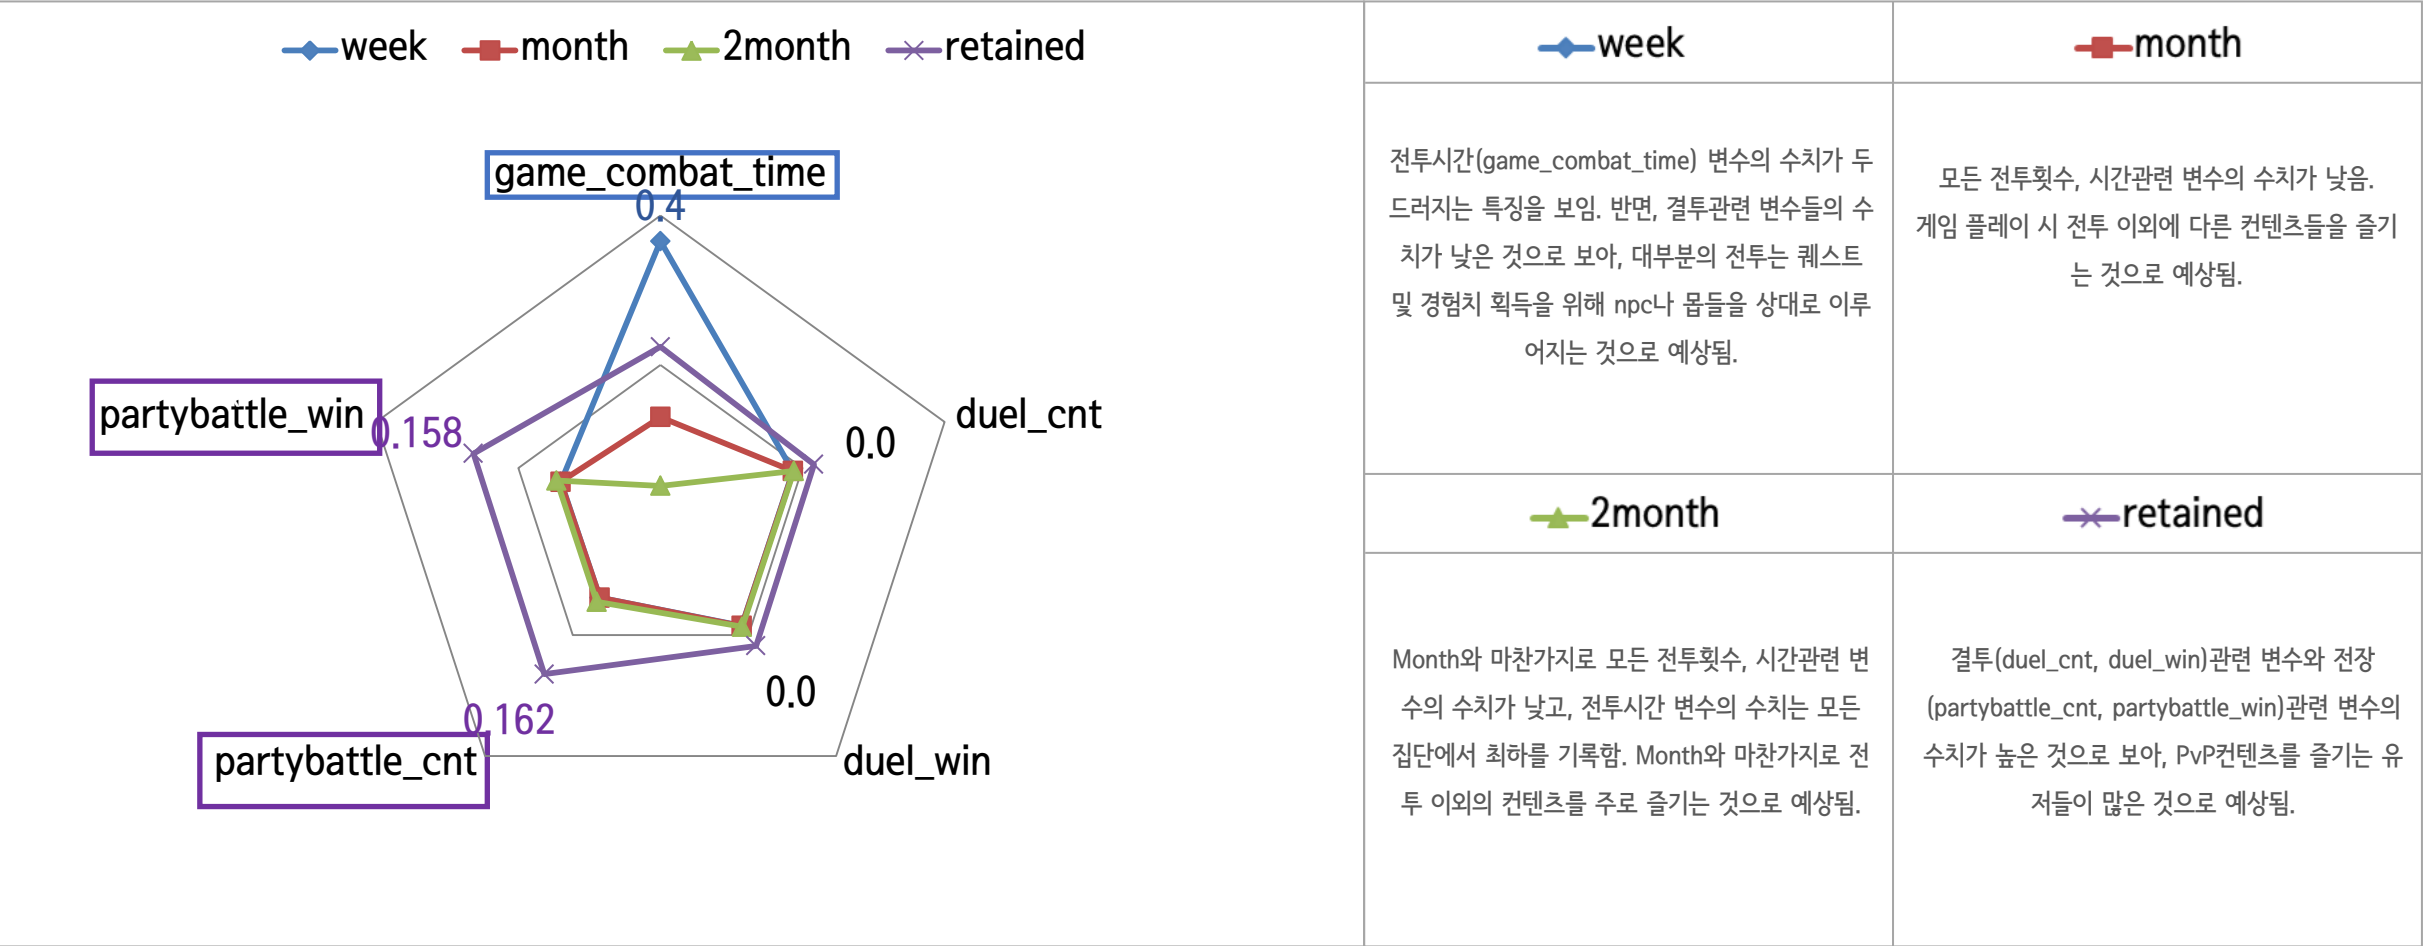 week month 2month retained
game_combat_time
0.4
partybattle_win
0.158
duel_cnt
0.0
0.162
partybattle_cnt
0.0
duel_win
week
전투시간(game_combat_time) 변수의 수치가 두
드러지는 특징을 보임. 반면, 결투관련 변수들의 수
치가 낮은 것으로 보아, 대부분의 전투는 퀘스트
및 경험치 획득을 위해 npc나 몹들을 상대로 이루
어지는 것으로 예상됨.
month
모든 전투횟수, 시간관련 변수의 수치가 낮음.
게임 플레이 시 전투 이외에 다른 컨텐츠들을 즐기
는 것으로 예상됨.
2month
Month와 마찬가지로 모든 전투횟수, 시간관련 변
수의 수치가 낮고, 전투시간 변수의 수치는 모든
집단에서 최하를 기록함. Month와 마찬가지로 전
투 이외의 컨텐츠를 주로 즐기는 것으로 예상됨.
retained
결투(duel_cnt, duel_win)관련 변수와 전장
(partybattle_cnt, partybattle_win)관련 변수의
수치가 높은 것으로 보아, PvP컨텐츠를 즐기는 유
저들이 많은 것으로 예상됨.